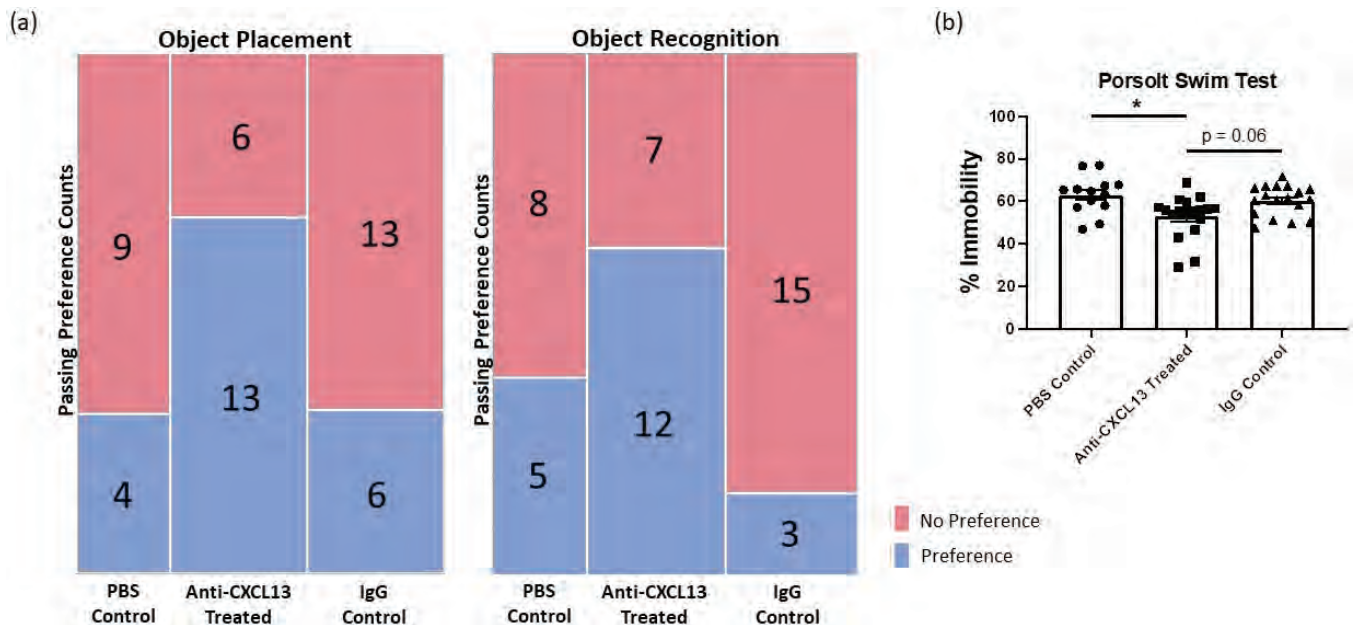 (a)
Object Placement
Passing Preference Counts
9
6
13
4
13
6
PBS Control
Anti-CXCL13 Treated
IgG Control
Object Recognition
Passing Preference Counts
8
7
15
5
12
3
PBS Control
Anti-CXCL13 Treated
IgG Control
No Preference
Preference
(b)
Porsolt Swim Test
*
p = 0.06
% Immobility
100
80
60
40
20
0
PBS Control
Anti-CXCL13 Treated
IgG Control